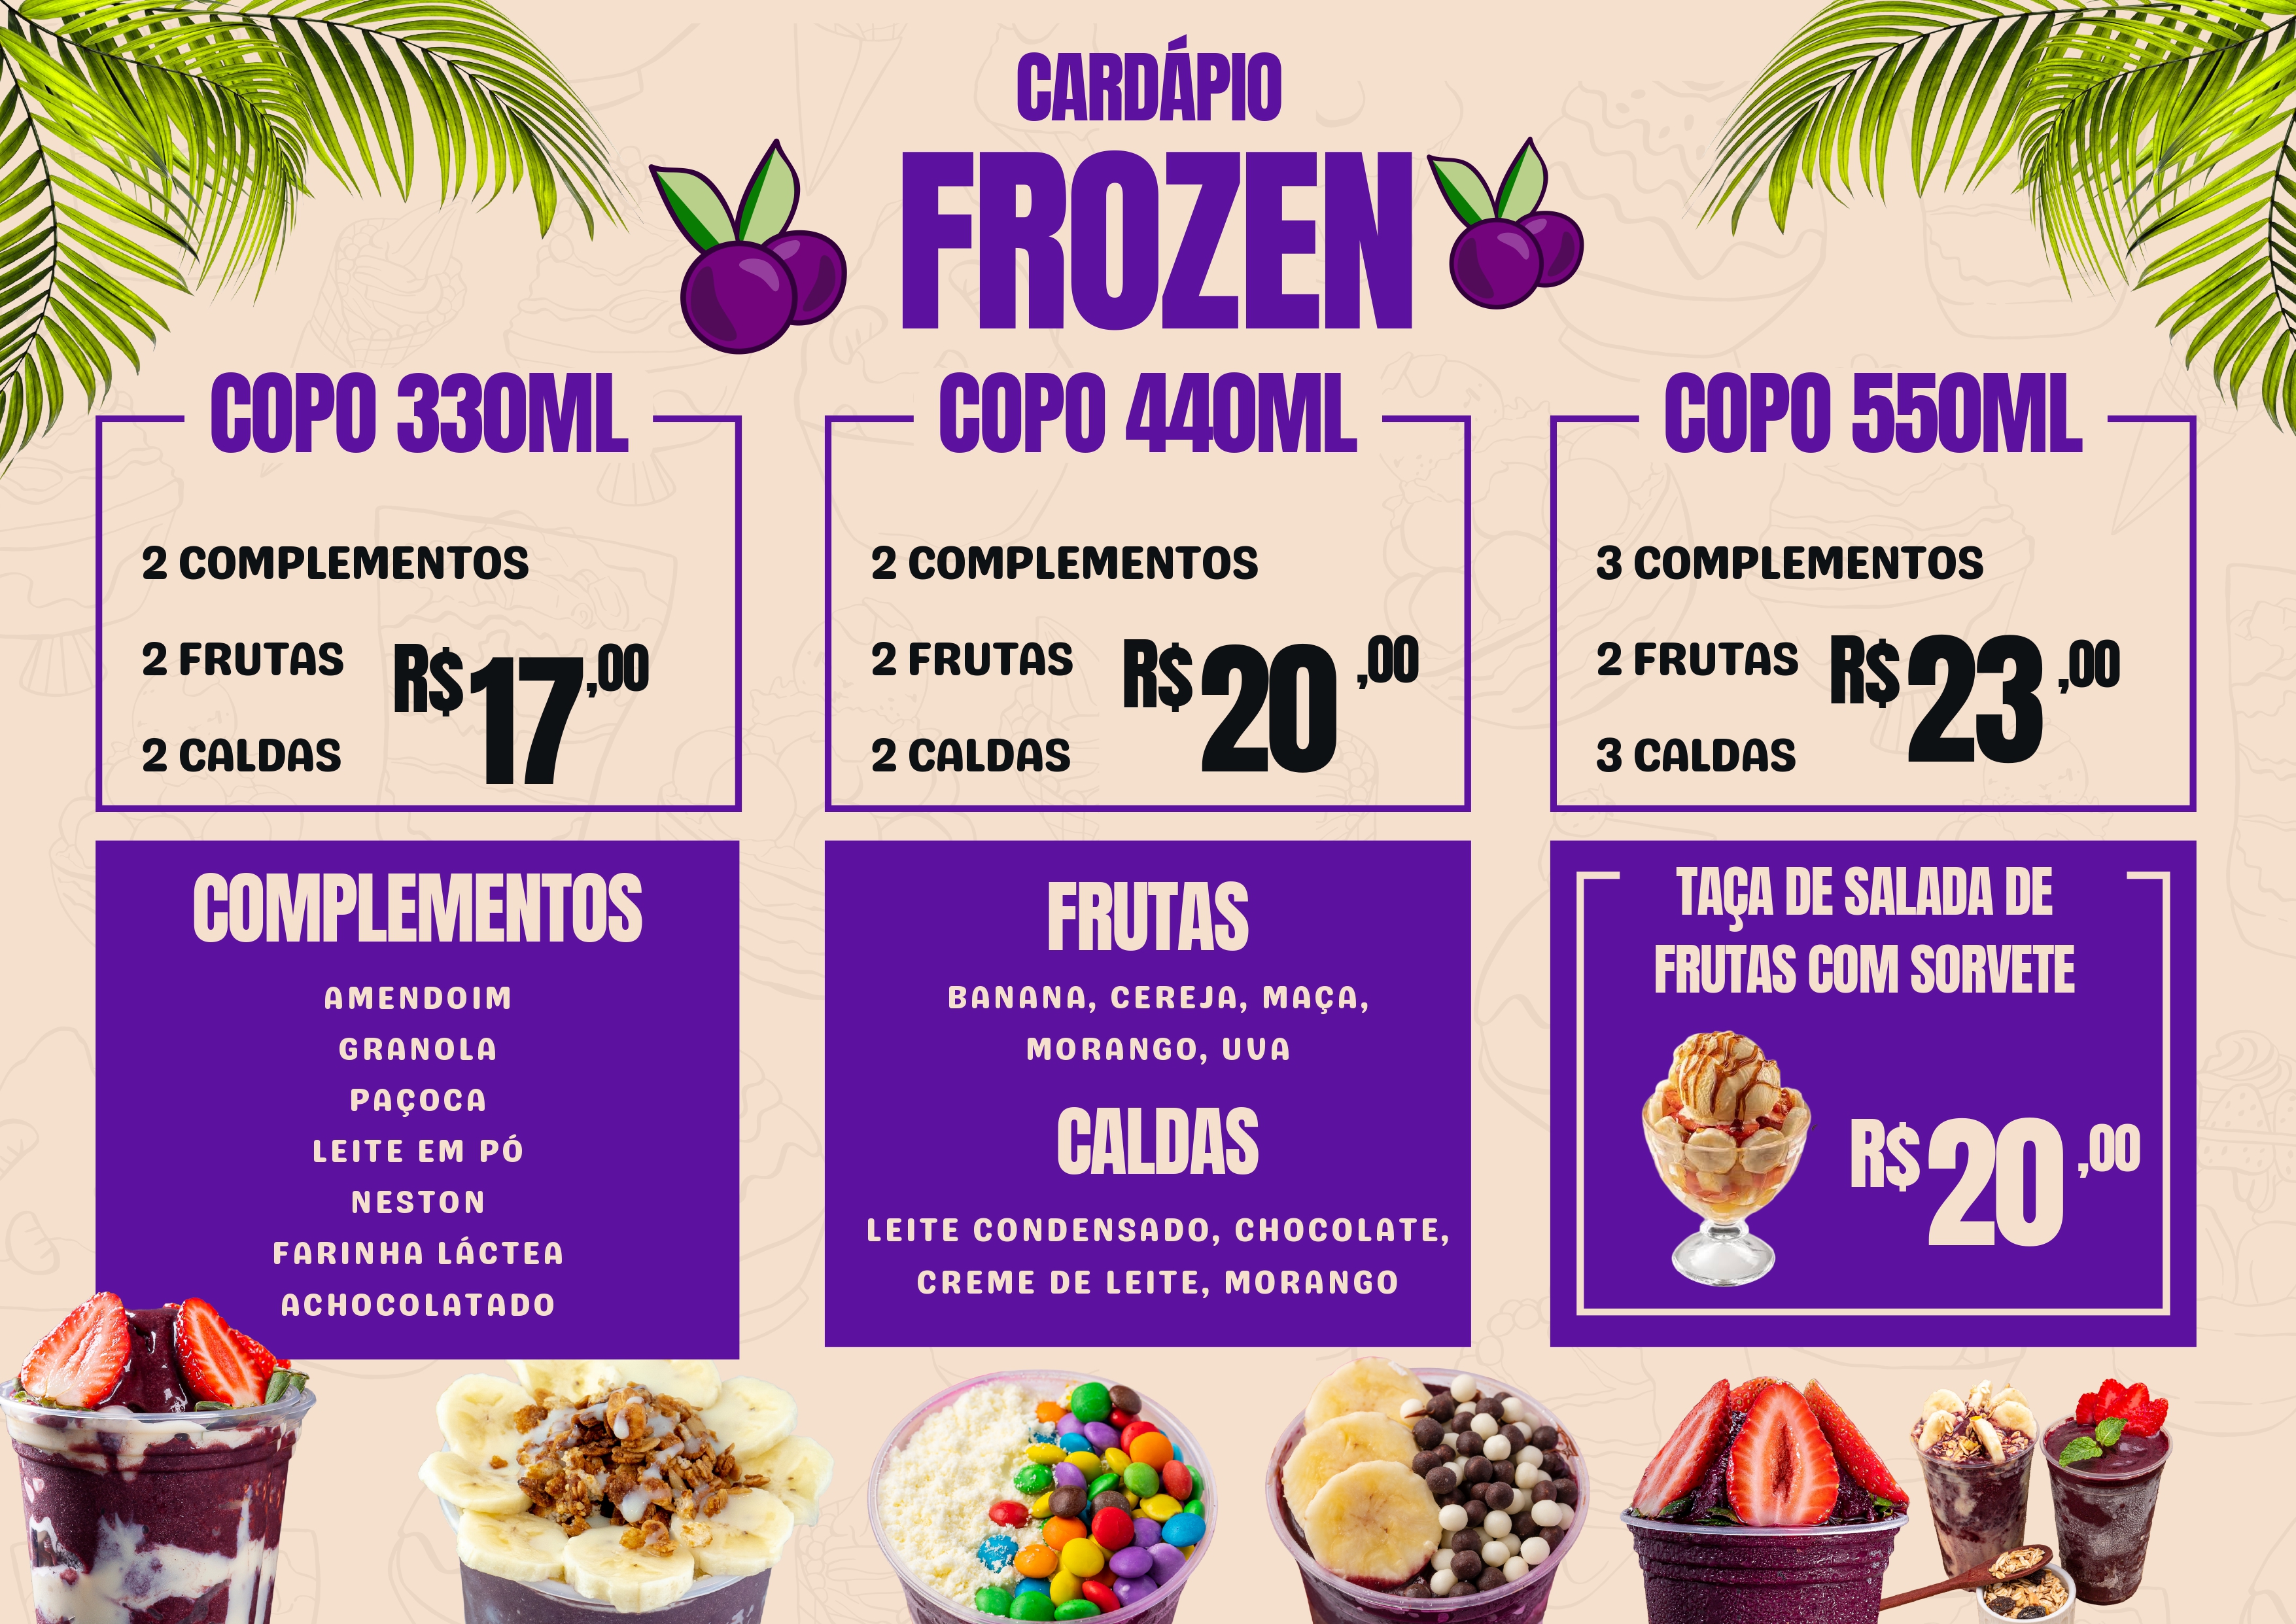 CARDÁPIO
FROZEN
COPO 330ML
2 COMPLEMENTOS
2 FRUTAS
2 CALDAS
R$17,00
COPO 440ML
2 COMPLEMENTOS
2 FRUTAS
2 CALDAS
R$20,00
COPO 550ML
3 COMPLEMENTOS
2 FRUTAS
3 CALDAS
R$23,00
COMPLEMENTOS
AMENDOIM
GRANOLA
PAÇOCA
LEITE EM PÓ
NESTON
FARINHA LÁCTEA
ACHOCOLATADO
FRUTAS
BANANA, CEREJA, MAÇA,
MORANGO, UVA
CALDAS
LEITE CONDENSADO, CHOCOLATE,
CREME DE LEITE, MORANGO
TAÇA DE SALADA DE
FRUTAS COM SORVETE
R$20,00